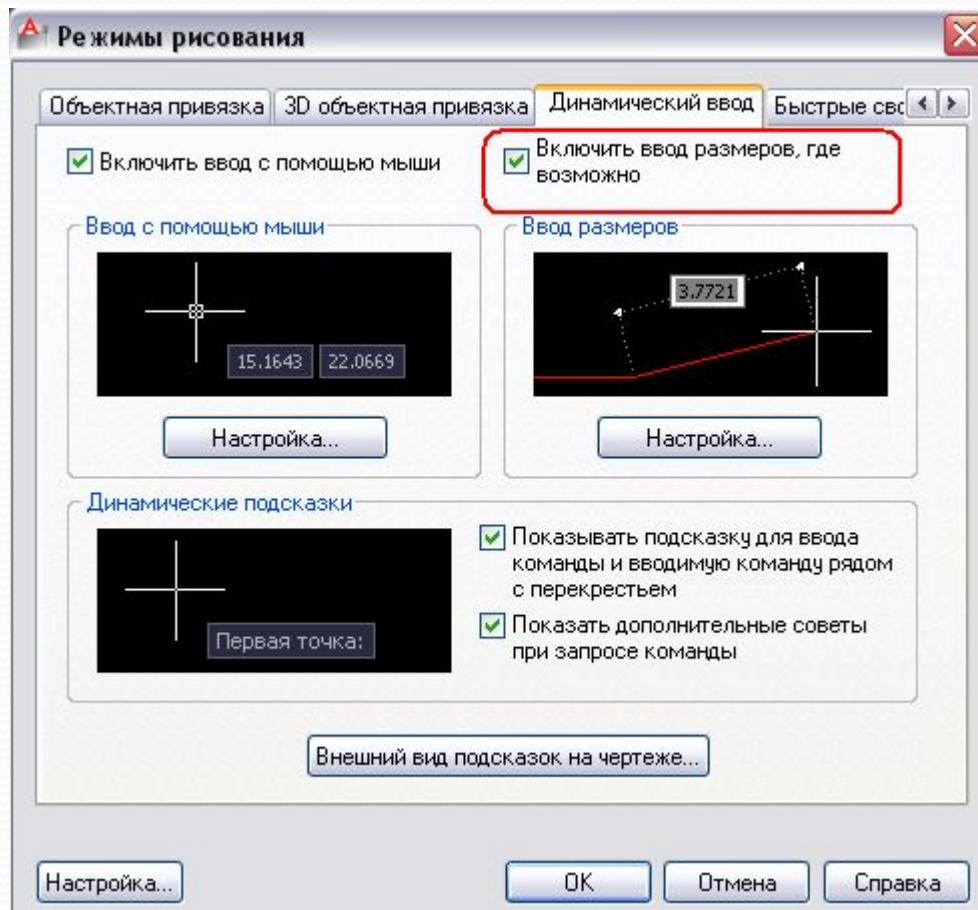 Режимы рисования
Объектная привязка
3D объектная привязка
Динамический ввод
Быстрые свс
Включить ввод с помощью мыши
Включить ввод размеров, где
возможно
Ввод с помощью мыши
15.1643 22.0669
Настройка...
Ввод размеров
3.7721
Настройка...
Динамические подсказки
Первая точка:
Показывать подсказку для ввода
команды и вводимую команду рядом
с перекрестьем
Показать дополнительные советы
при запросе команды
Внешний вид подсказок на чертеже...
Настройка...
OK
Отмена
Справка